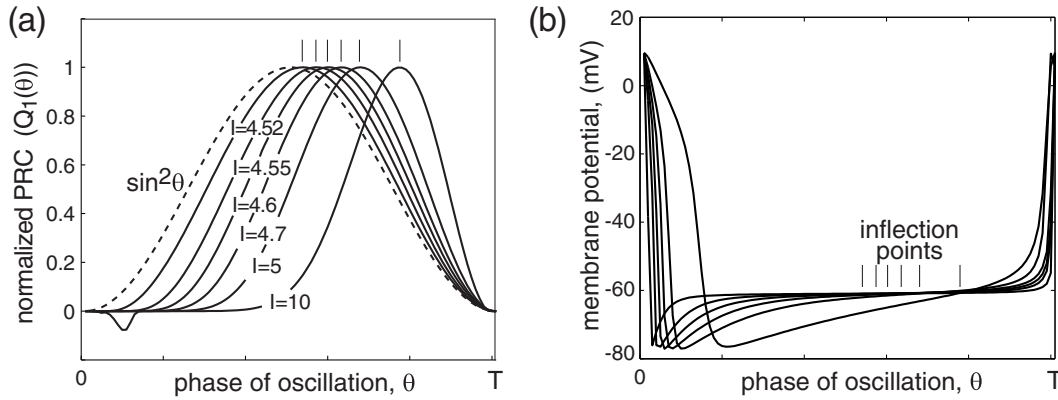 (a)
normalized PRC (Q₁(θ))
1
0.8
0.6
0.4
0.2
0
sin²θ
I=4.52
I=4.55
I=4.6
I=4.7
I=5
I=10
0
T
phase of oscillation, θ
(b)
membrane potential, (mV)
20
0
-20
-40
-60
-80
inflection
points
0
T
phase of oscillation, θ